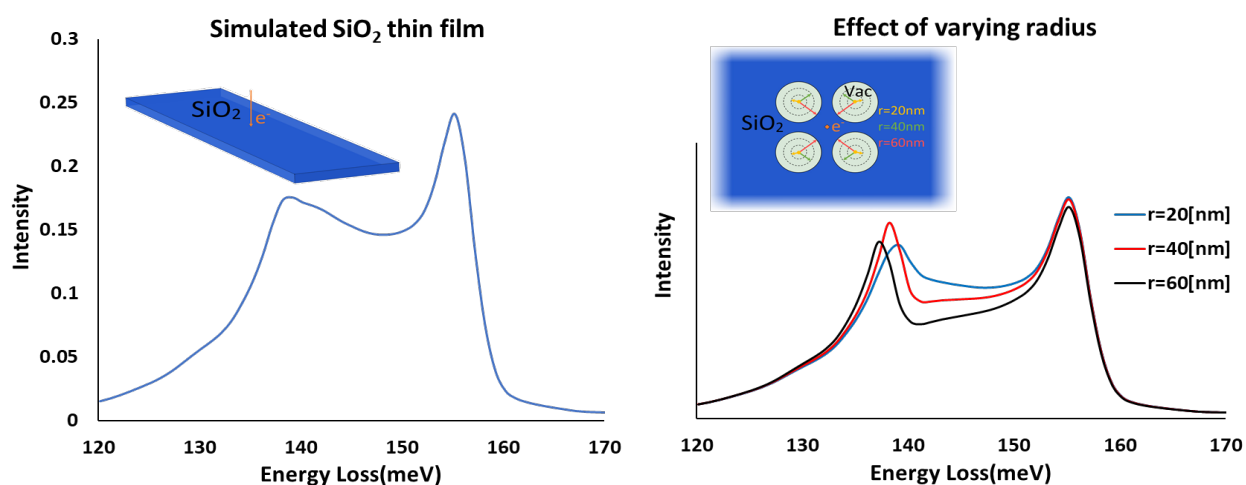 Simulated SiO₂ thin film
0.3
0.25
0.2
0.15
0.1
0.05
0
Intensity
SiO₂
e⁻
120 130 140 150 160 170
Energy Loss(meV)
Effect of varying radius
Vac
SiO₂
e⁻
r=20nm
r=40nm
r=60nm
Intensity
r=20[nm]
r=40[nm]
r=60[nm]
120 130 140 150 160 170
Energy Loss(meV)